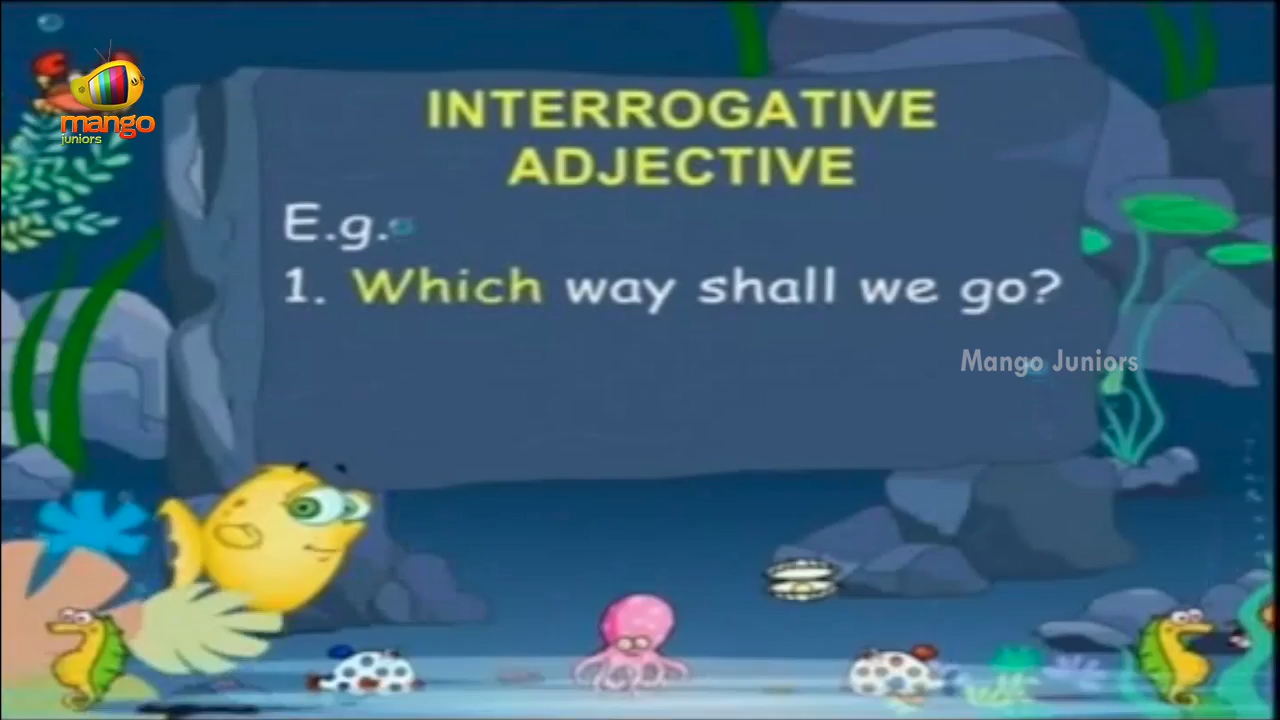 mango
juniors
INTERROGATIVE
ADJECTIVE
E.g.
1. Which way shall we go?
Mango Juniors